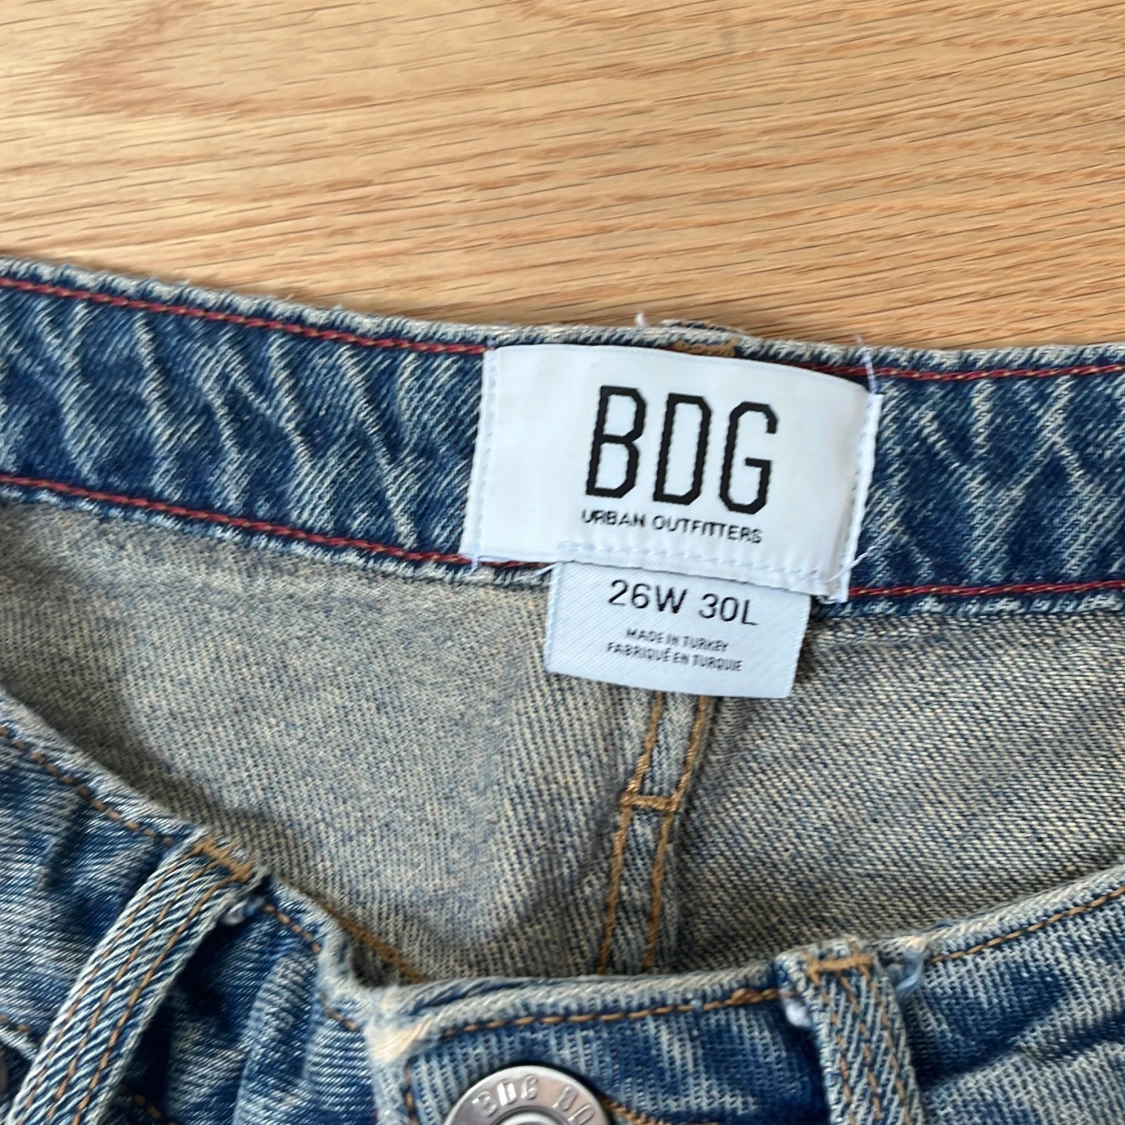 BDG
URBAN OUTFITTERS
26W 30L
MADE IN TURKEY
FABRIQUÉ EN TURQUIE
BDG